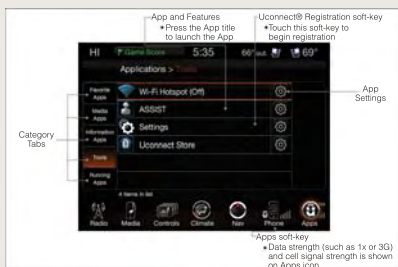 App and Features
•Press the App title
to launch the App
Uconnect® Registration soft-key
•Touch this soft-key to
begin registration
HI
Game Score
5:35
66° out
69°
Applications > Tools
Favorite
Apps
Media
Apps
Information
Apps
Tools
Running
Apps
Wi-Fi Hotspot (Off)
ASSIST
Settings
Uconnect Store
4 items in list
App
Settings
Category
Tabs
Radio
Media
Controls
Climate
Nav
Phone
Apps
Apps soft-key
•Data strength (such as 1x or 3G)
and cell signal strength is shown
on Apps icon